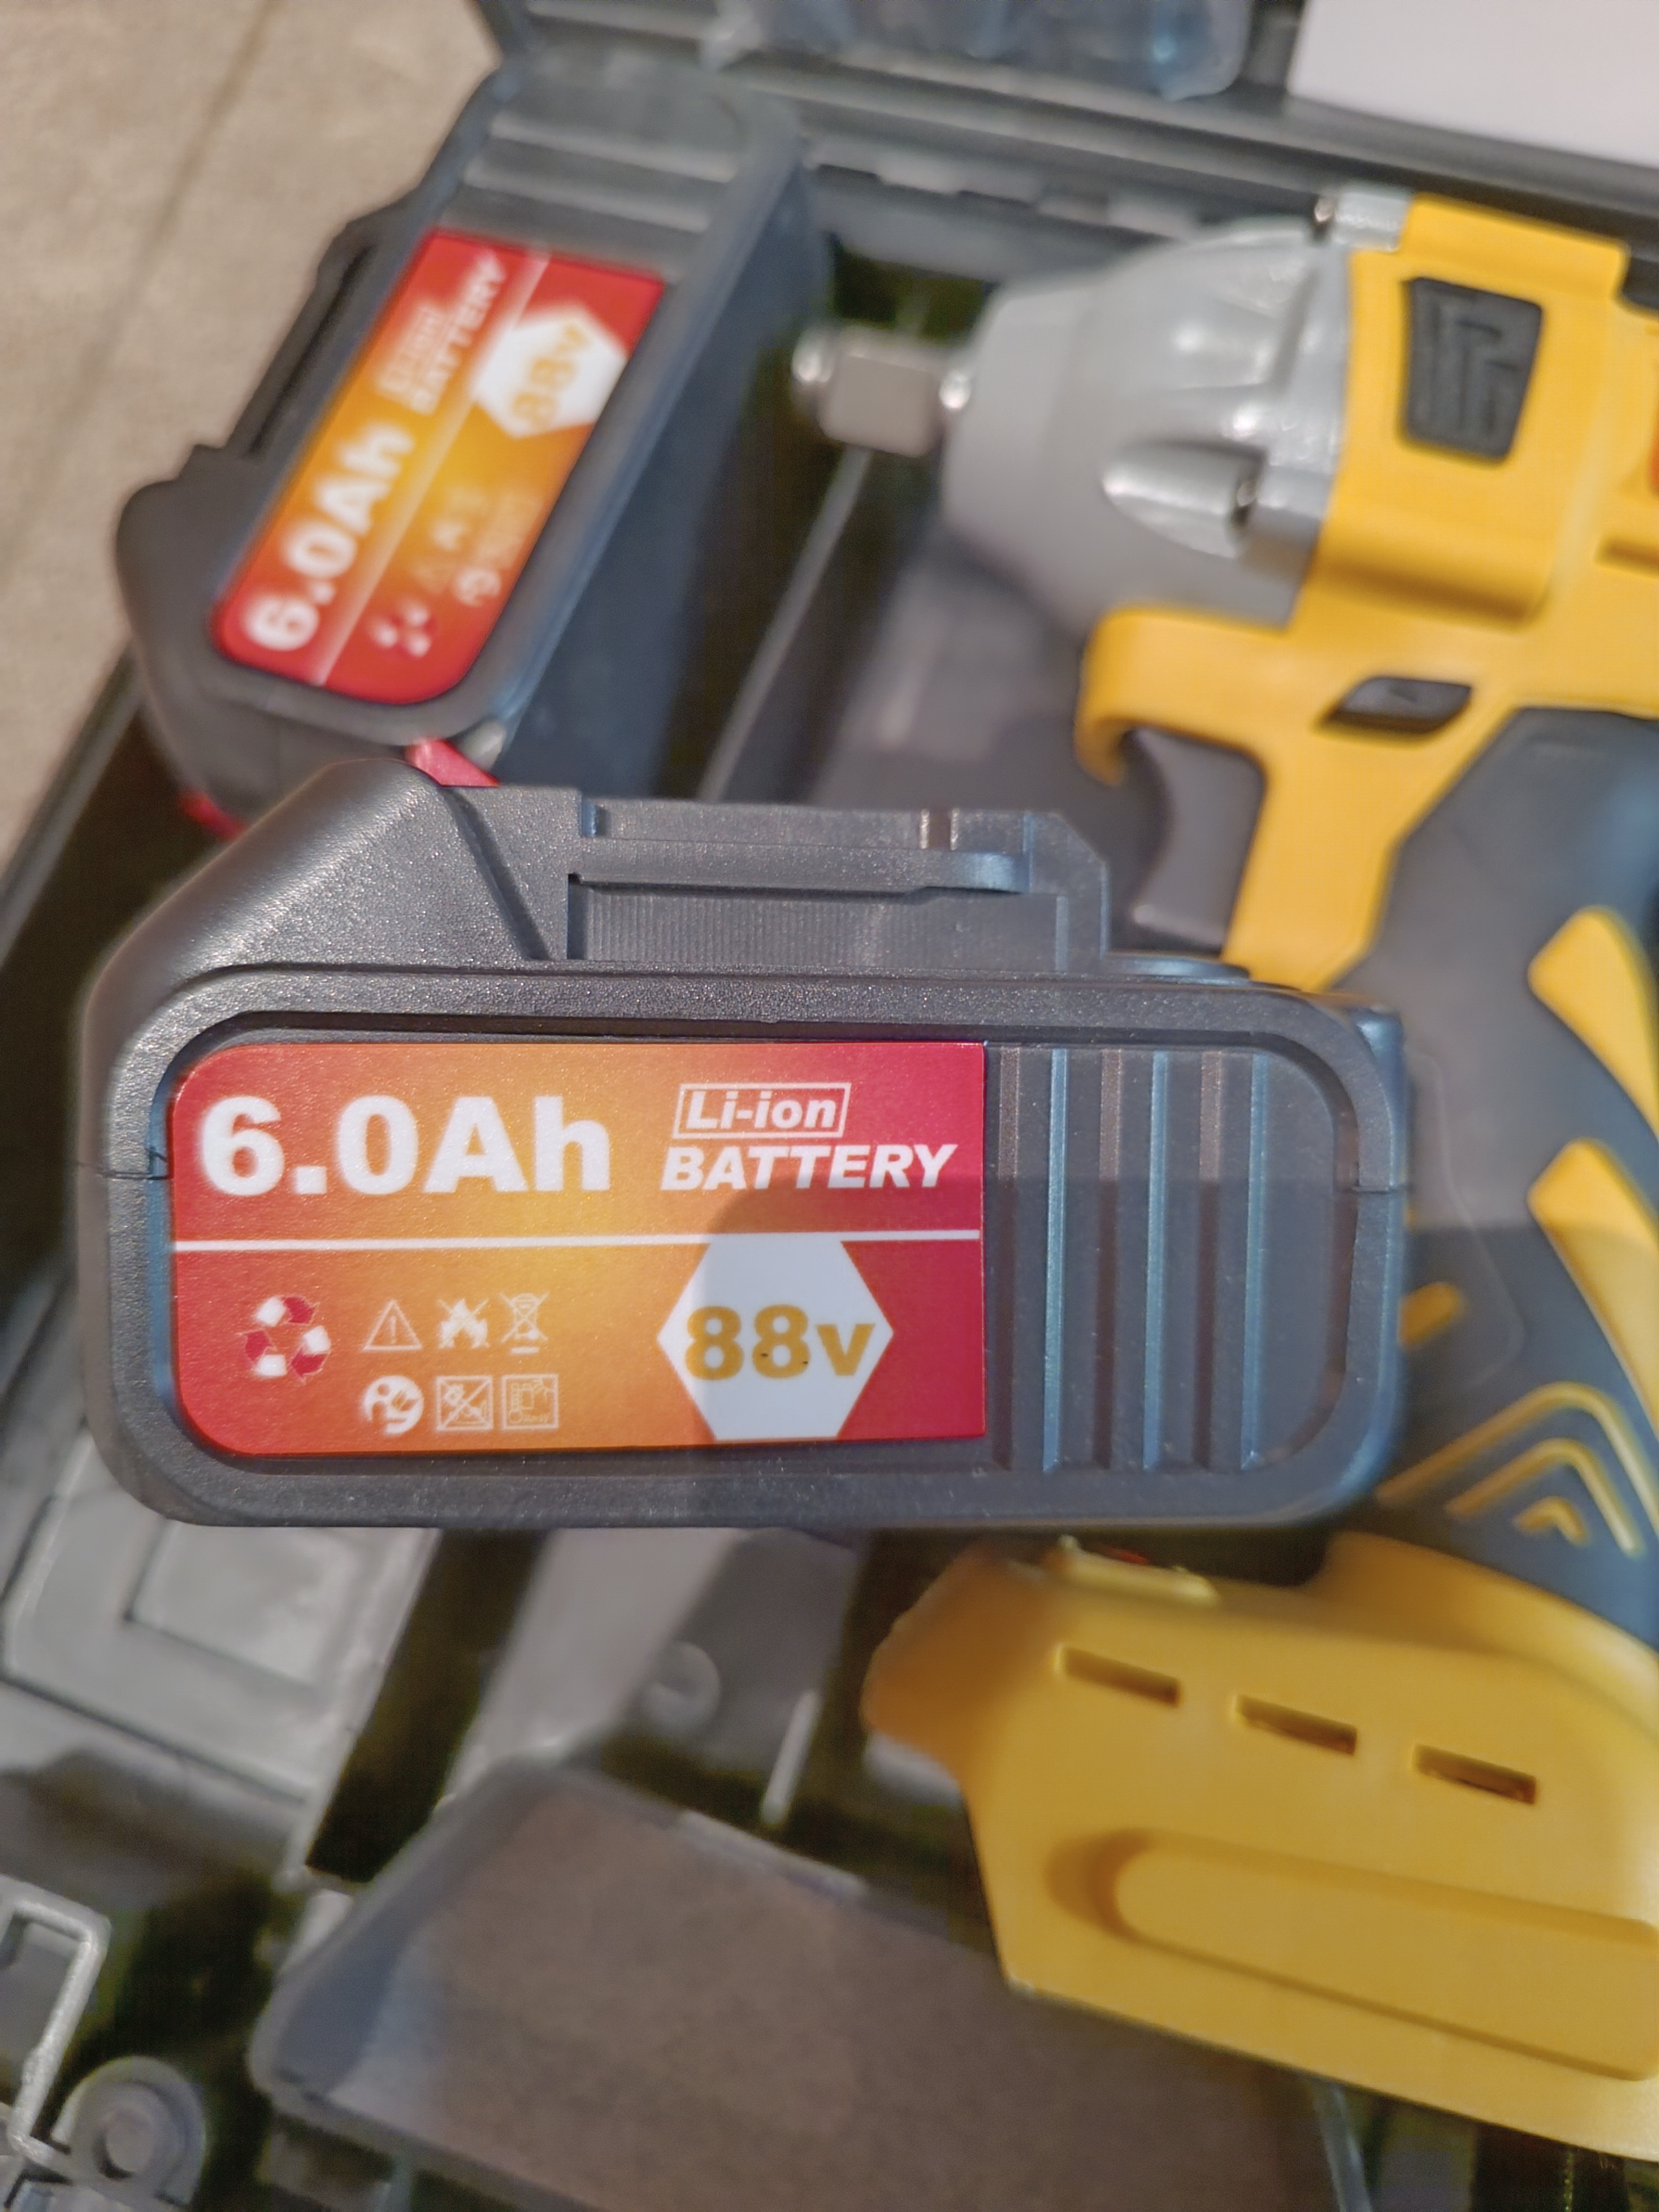 6.0Ah
Li-ion
BATTERY
88v
6.0Ah
Li-ion
BATTERY
88v